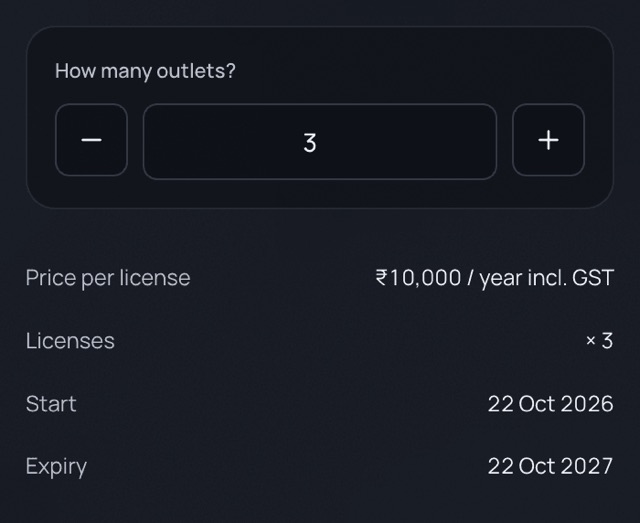 How many outlets?
− 3 +
Price per license ₹10,000 / year incl. GST
Licenses × 3
Start 22 Oct 2026
Expiry 22 Oct 2027